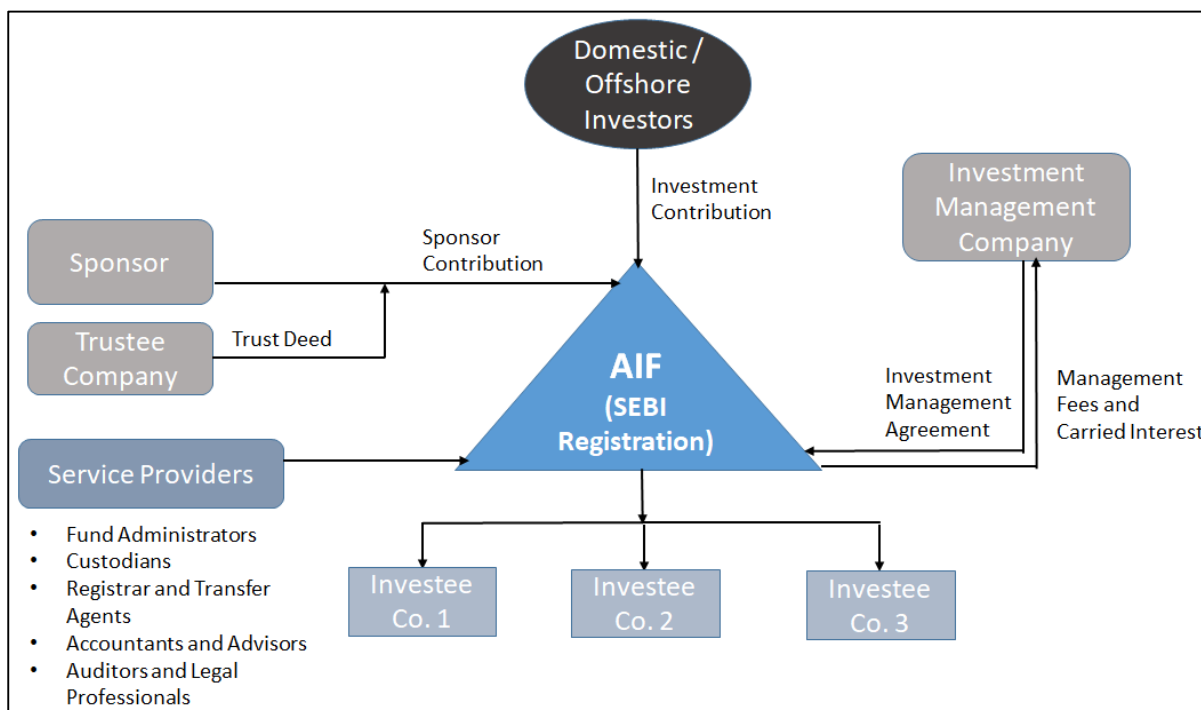 Domestic /
Offshore
Investors
Investment
Contribution
Investment
Management
Company
Sponsor
Sponsor
Contribution
Trustee
Company
Trust Deed
AIF
(SEBI
Registration)
Investment
Management
Agreement
Management
Fees and
Carried Interest
Service Providers
• Fund Administrators
• Custodians
• Registrar and Transfer
Agents
• Accountants and Advisors
• Auditors and Legal
Professionals
Investee
Co. 1
Investee
Co. 2
Investee
Co. 3